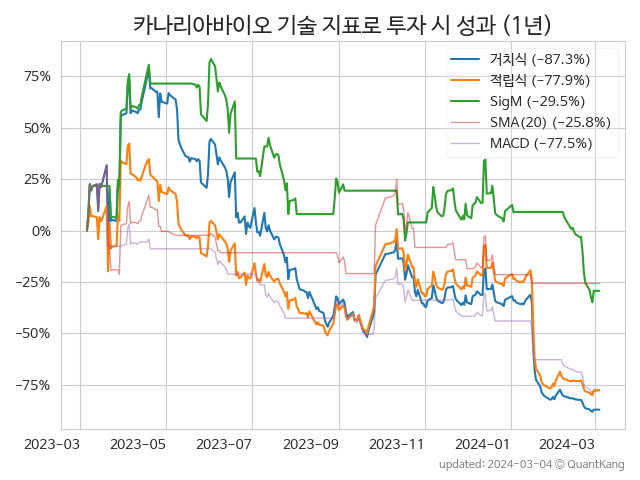 카나리아바이오 기술 지표로 투자 시 성과 (1년)
거치식 (−87.3%)
적립식 (−77.9%)
SigM (−29.5%)
SMA(20) (−25.8%)
MACD (−77.5%)
75%
50%
25%
0%
−25%
−50%
−75%
2023−03 2023−05 2023−07 2023−09 2023−11 2024−01 2024−03
updated: 2024−03−04 © QuantKang